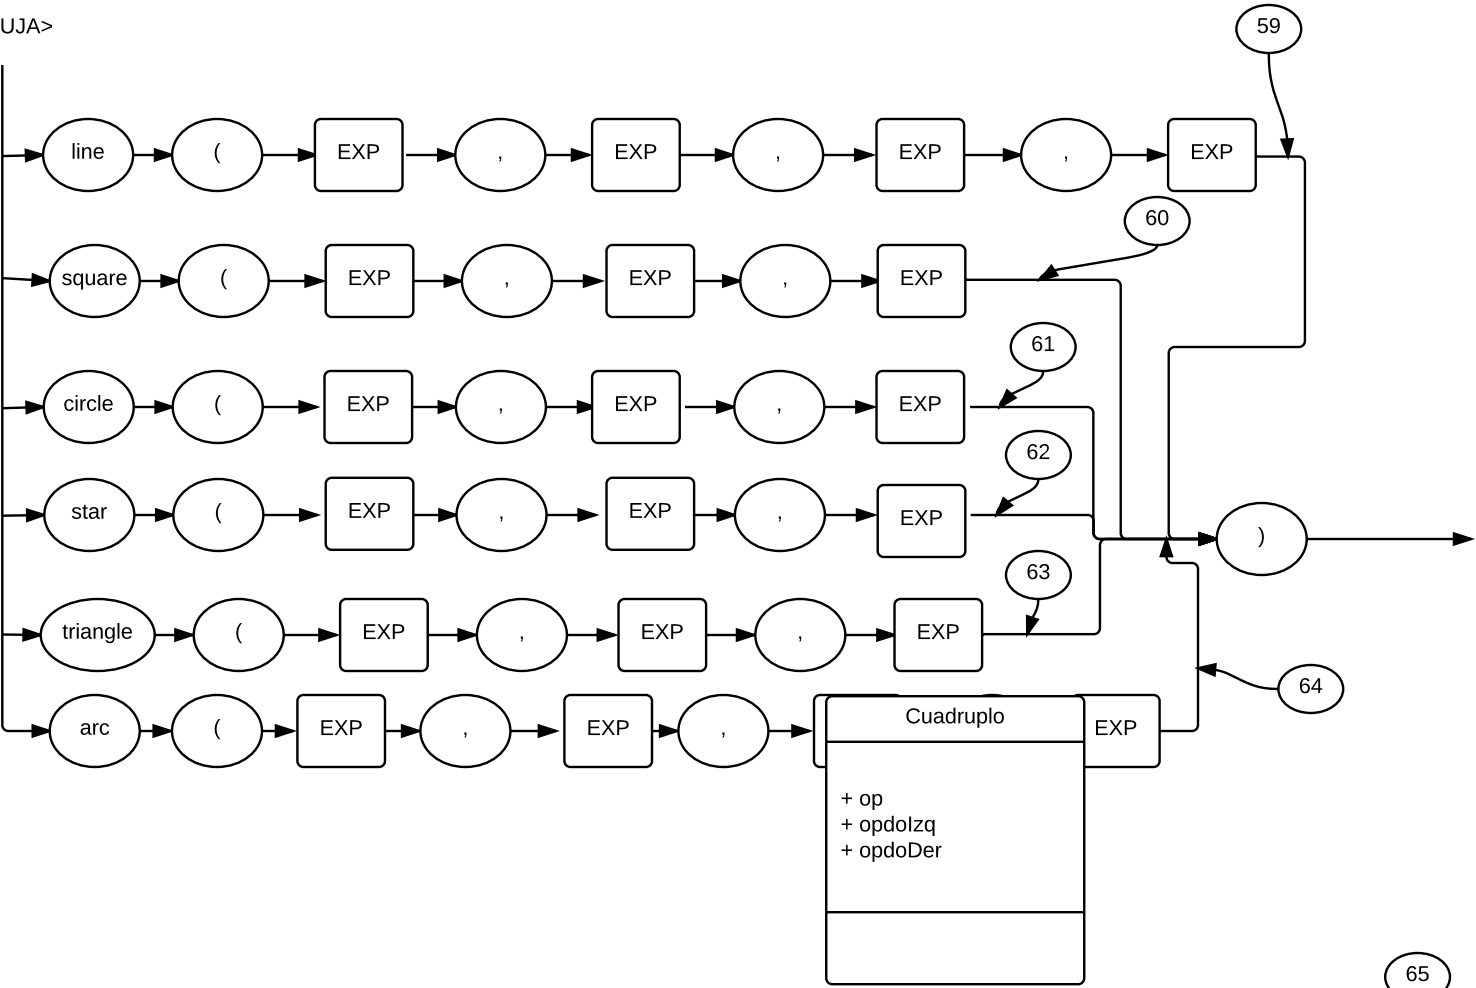 UJA>
59
line ( EXP , EXP , EXP , EXP
60
square ( EXP , EXP , EXP
61
circle ( EXP , EXP , EXP
62
star ( EXP , EXP , EXP
)
63
triangle ( EXP , EXP , EXP
64
arc ( EXP , EXP , EXP
Cuadruplo
+ op
+ opdoIzq
+ opdoDer
65